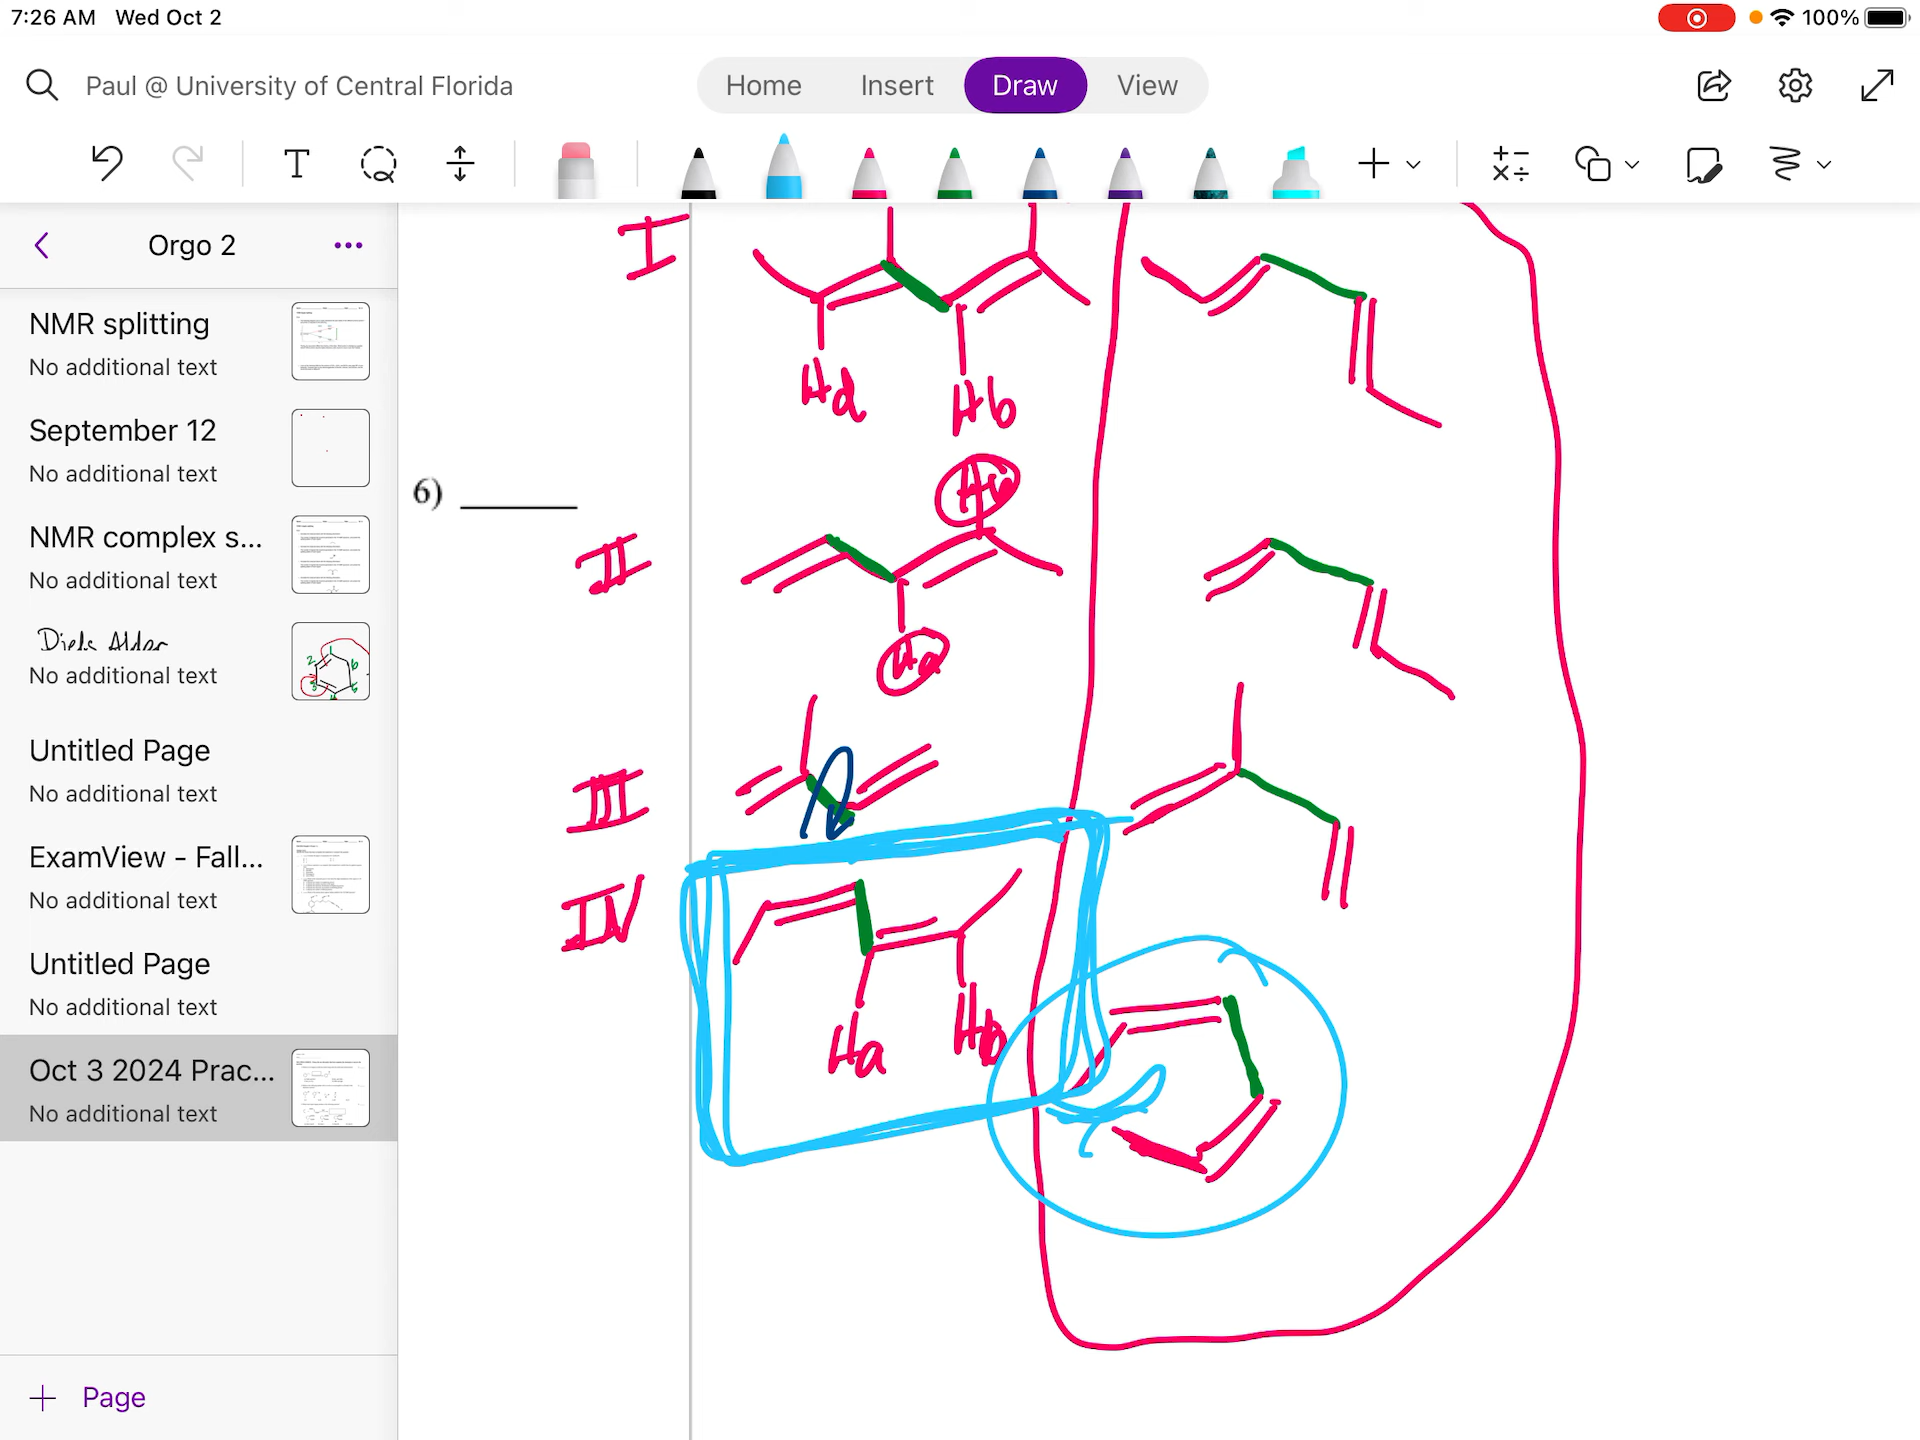 7:26 AM Wed Oct 2
100%
Paul @ University of Central Florida
Home Insert Draw View
T
Orgo 2
NMR splitting
No additional text
September 12
No additional text
NMR complex s...
No additional text
Diels Alder
No additional text
Untitled Page
No additional text
ExamView - Fall...
No additional text
Untitled Page
No additional text
Oct 3 2024 Prac...
No additional text
Page
I
Hd Hb
6)
Hb
II
Ha
III
IV
Ha Hb